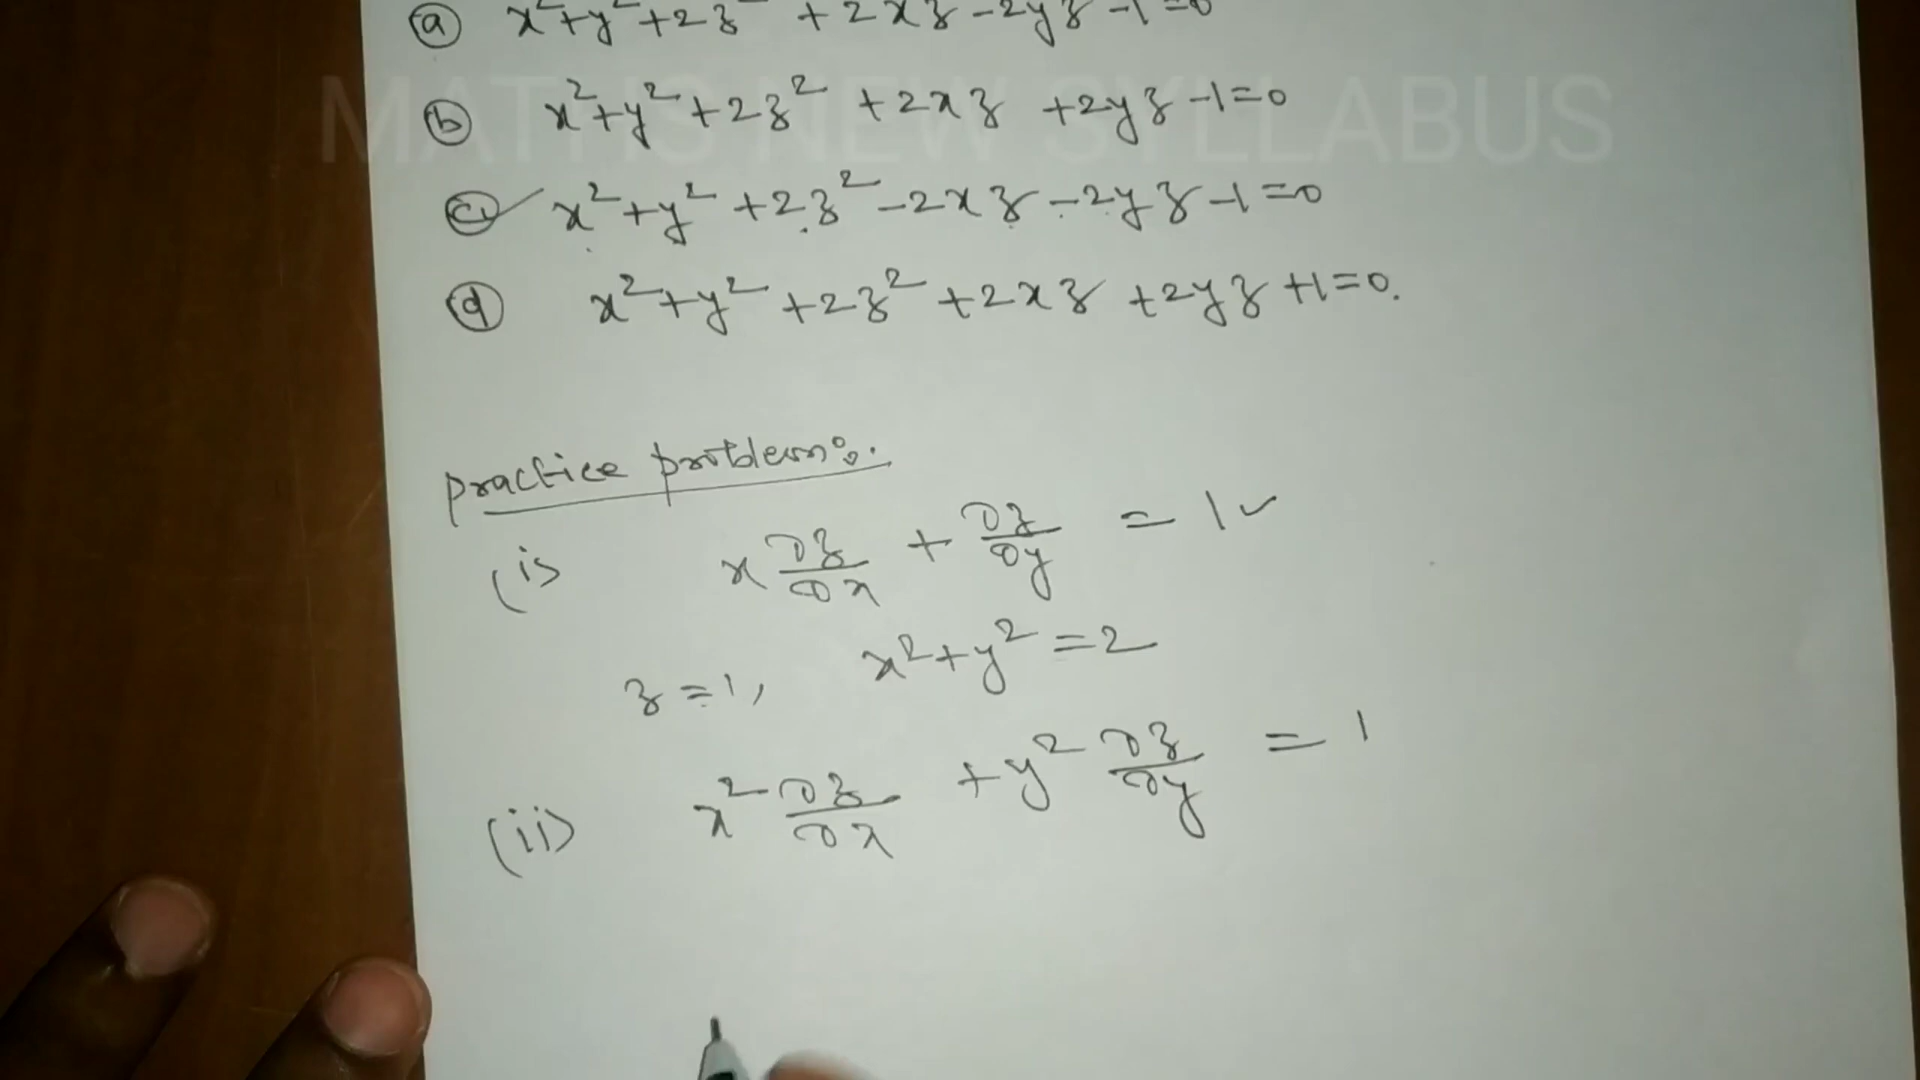 (a) x²+y²+2z² +2xz-2yz-1=0
(b) x²+y²+2z² +2xz +2yz-1=0
MATHS NEW SYLLABUS
(c) x²+y²+2z²-2xz-2yz-1=0
(d) x²+y²+2z²+2xz+2yz+1=0.
practice problems:.
(i) x ∂z/∂x + ∂z/∂y = 1
z=1, x²+y²=2
(ii) x² ∂z/∂x + y² ∂z/∂y = 1